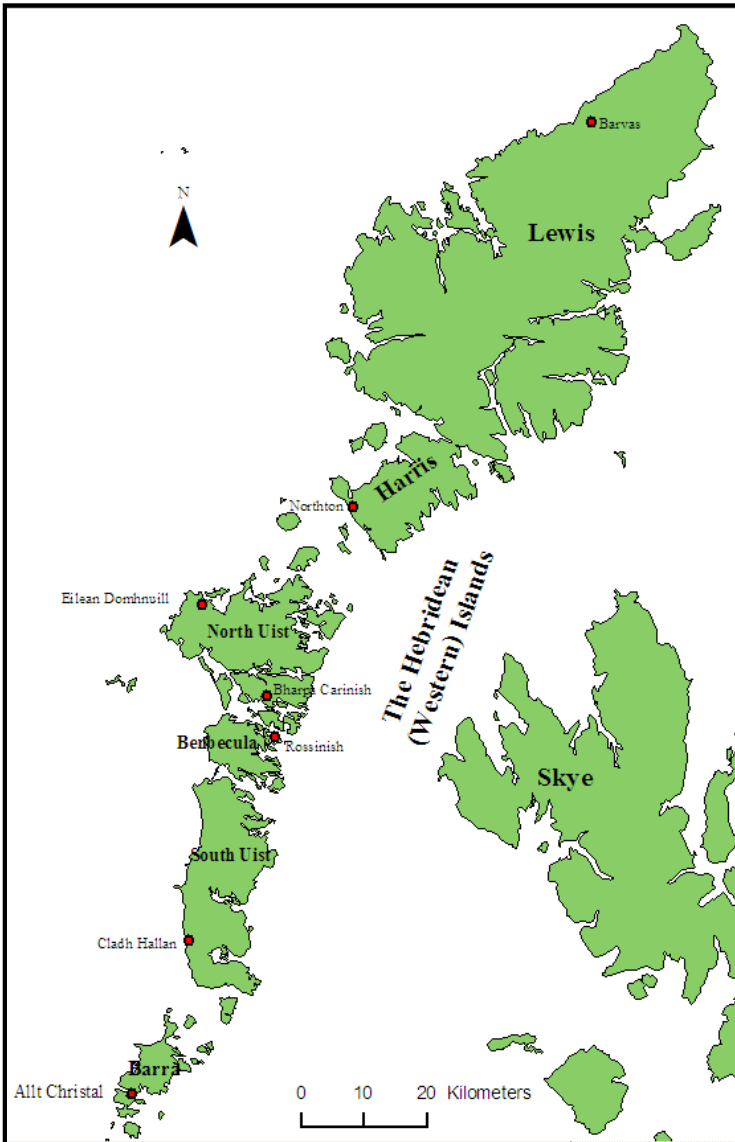 Barvas
N
Lewis
Harris
Northton
The Hebridean
(Western) Islands
Eilean Domhnuill
North Uist
Bharpa Carinish
Benbecula
Rossinish
Skye
South Uist
Cladh Hallan
Barra
Allt Christal
0 10 20 Kilometers